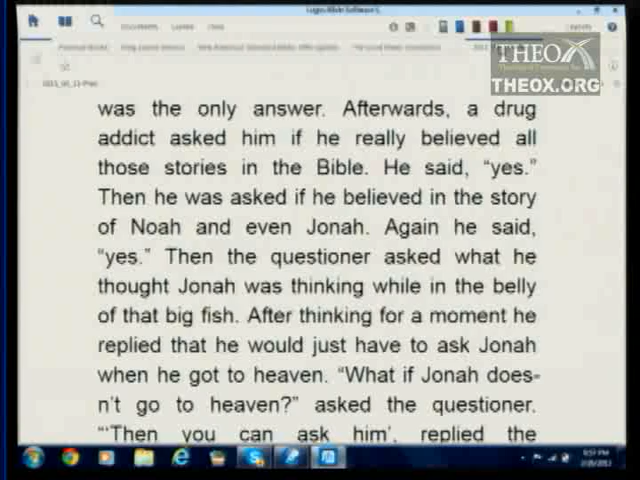 Logos Bible Software 5
THEOX
THEOX.ORG
was the only answer. Afterwards, a drug
addict asked him if he really believed all
those stories in the Bible. He said, “yes.”
Then he was asked if he believed in the story
of Noah and even Jonah. Again he said,
“yes.” Then the questioner asked what he
thought Jonah was thinking while in the belly
of that big fish. After thinking for a moment he
replied that he would just have to ask Jonah
when he got to heaven. “What if Jonah does-
n’t go to heaven?” asked the questioner.
“‘Then you can ask him’, replied the